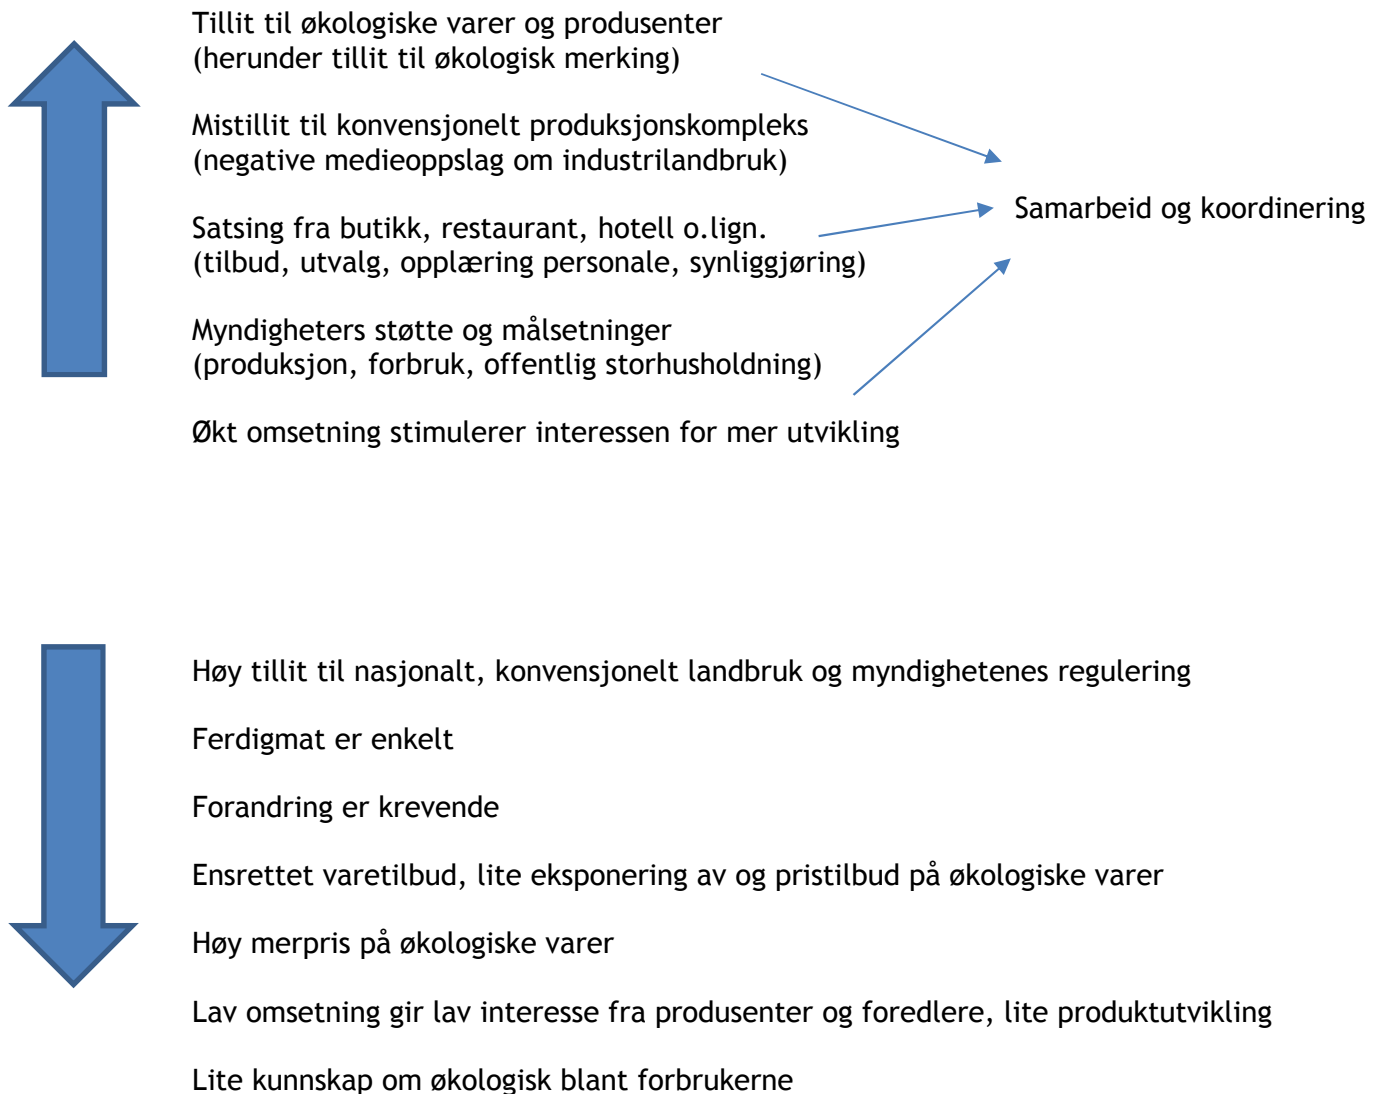 Tillit til økologiske varer og produsenter
(herunder tillit til økologisk merking)
Mistillit til konvensjonelt produksjonskompleks
(negative medieoppslag om industrilandbruk)
Samarbeid og koordinering
Satsing fra butikk, restaurant, hotell o.lign.
(tilbud, utvalg, opplæring personale, synliggjøring)
Myndigheters støtte og målsetninger
(produksjon, forbruk, offentlig storhusholdning)
Økt omsetning stimulerer interessen for mer utvikling
Høy tillit til nasjonalt, konvensjonelt landbruk og myndighetenes regulering
Ferdigmat er enkelt
Forandring er krevende
Ensrettet varetilbud, lite eksponering av og pristilbud på økologiske varer
Høy merpris på økologiske varer
Lav omsetning gir lav interesse fra produsenter og foredlere, lite produktutvikling
Lite kunnskap om økologisk blant forbrukerne